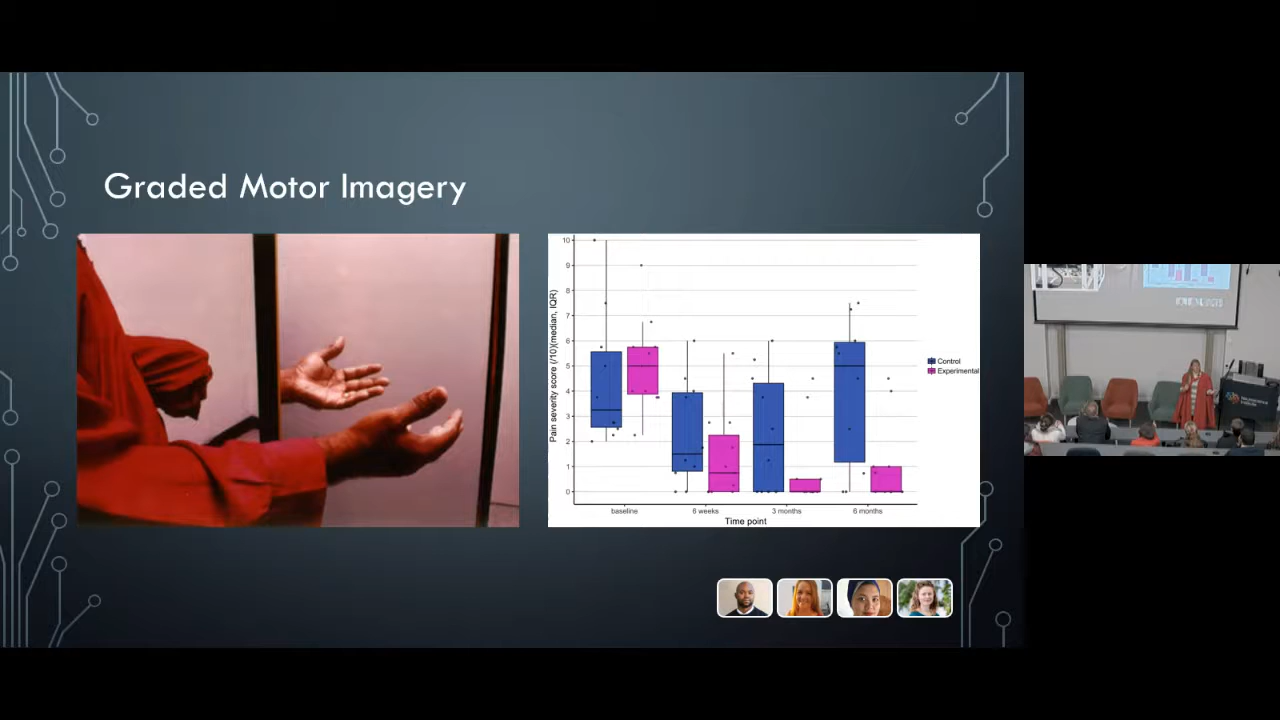 Graded Motor Imagery
Pain severity score (/10)(median, IQR)
10
9
8
7
6
5
4
3
2
1
0
baseline
6 weeks
3 months
6 months
Time point
Control
Experimental